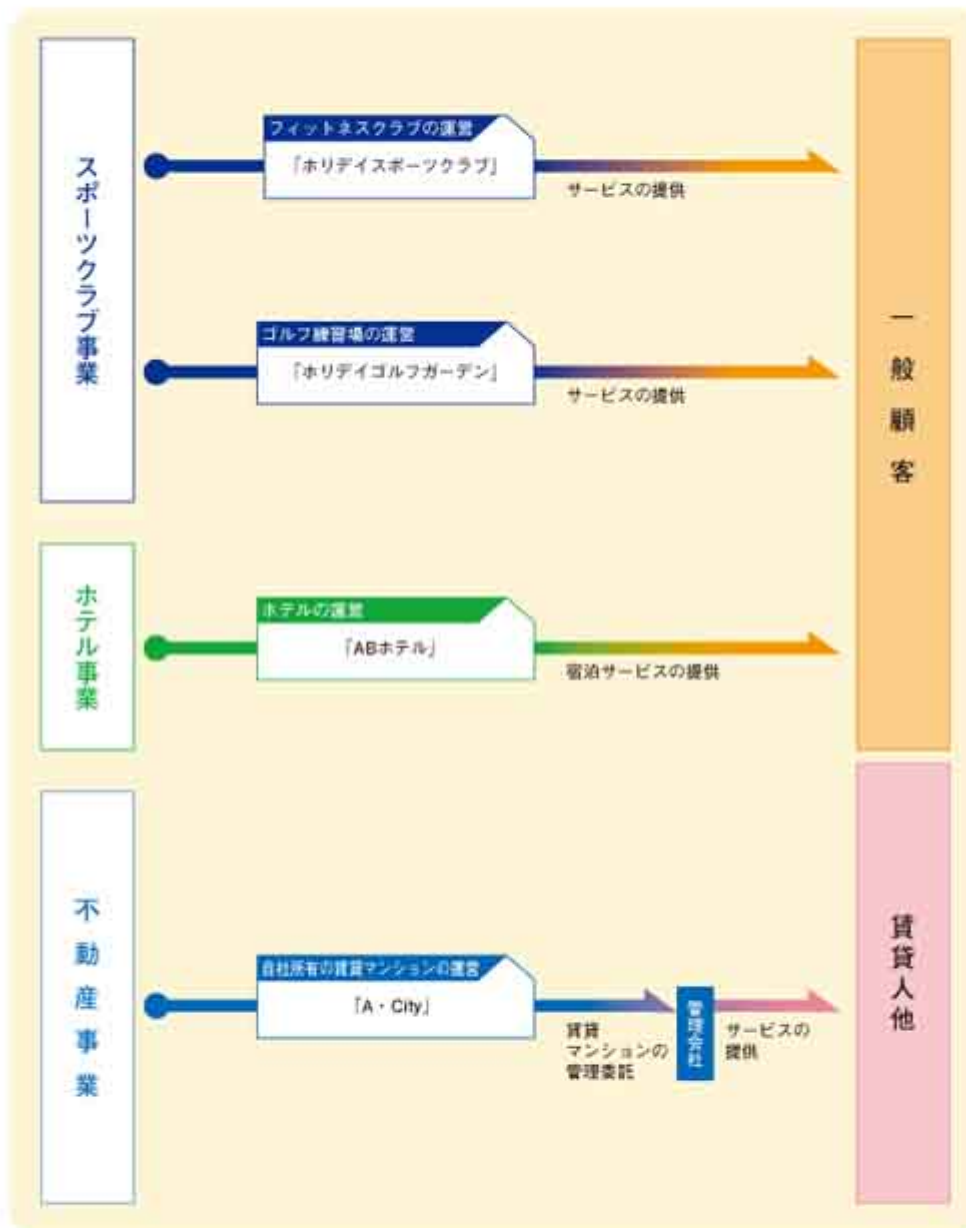 スポーツクラブ事業
フィットネスクラブの運営
「ホリデイスポーツクラブ」
サービスの提供
ゴルフ練習場の運営
「ホリデイゴルフガーデン」
サービスの提供
一般顧客
ホテル事業
ホテルの運営
「ABホテル」
宿泊サービスの提供
不動産事業
自社所有の賃貸マンションの運営
「A・City」
賃貸
マンションの
管理委託
管理会社
サービスの
提供
賃貸人他